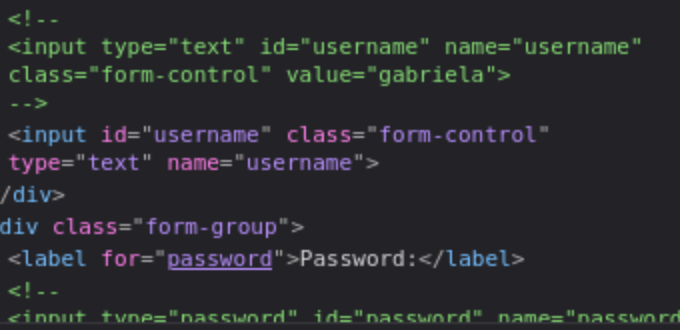 <!--
<input type="text" id="username" name="username"
class="form-control" value="gabriela">
-->
<input id="username" class="form-control"
type="text" name="username">
/div>
div class="form-group">
<label for="password">Password:</label>
<!--
<input type="password" id="password" name="password